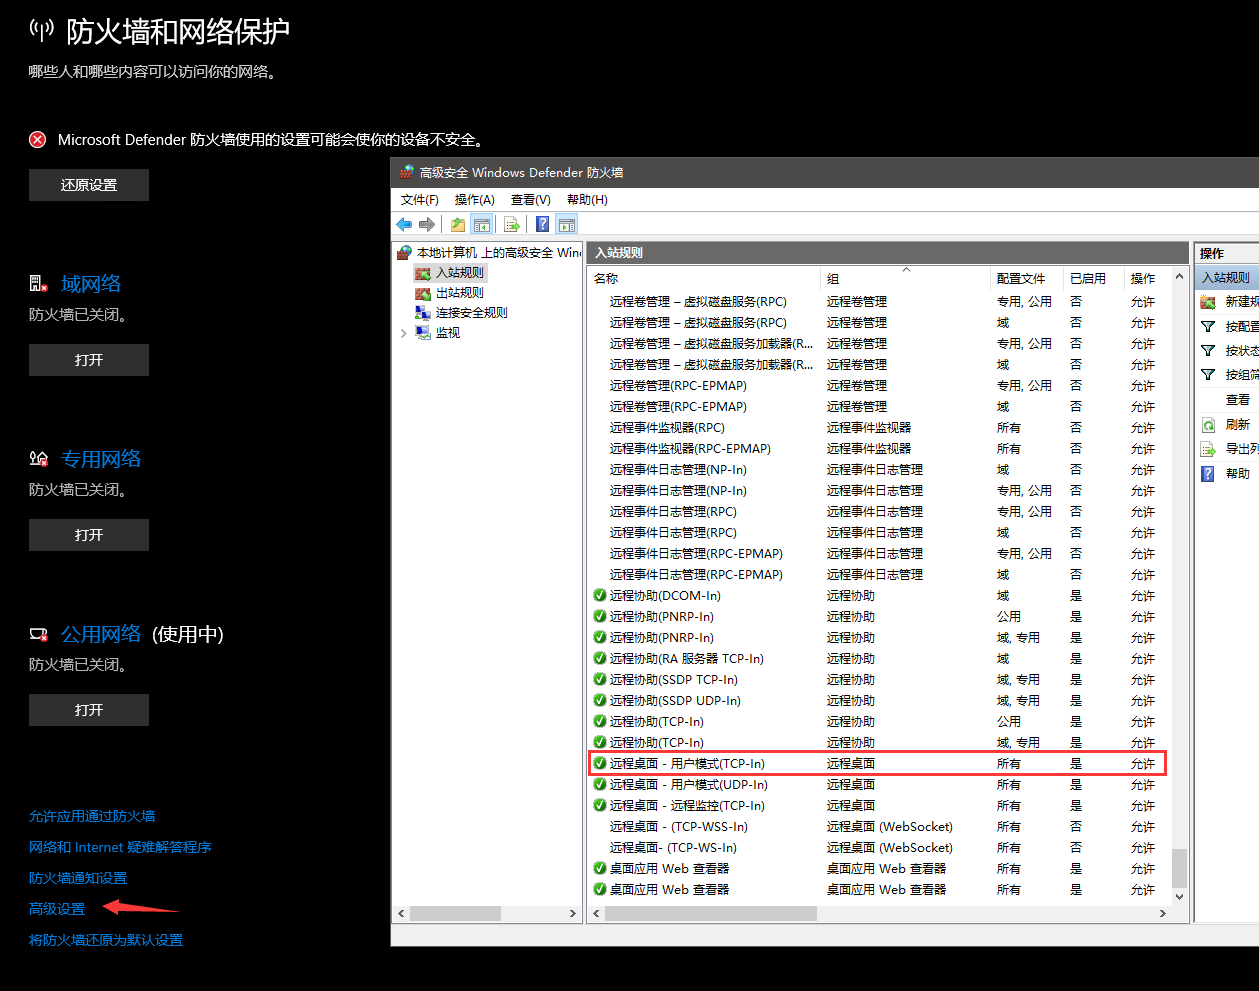 防火墙和网络保护
哪些人和哪些内容可以访问你的网络。
Microsoft Defender 防火墙使用的设置可能会使你的设备不安全。
还原设置
域网络
防火墙已关闭。
打开
专用网络
防火墙已关闭。
打开
公用网络 (使用中)
防火墙已关闭。
打开
允许应用通过防火墙
网络和 Internet 疑难解答程序
防火墙通知设置
高级设置
将防火墙还原为默认设置
高级安全 Windows Defender 防火墙
文件(F) 操作(A) 查看(V) 帮助(H)
本地计算机 上的高级安全 Win
入站规则
出站规则
连接安全规则
监视
入站规则
名称 组 配置文件 已启用 操作
远程卷管理 – 虚拟磁盘服务(RPC) 远程卷管理 专用, 公用 否 允许
远程卷管理 – 虚拟磁盘服务(RPC) 远程卷管理 域 否 允许
远程卷管理 – 虚拟磁盘服务加载器(R... 远程卷管理 专用, 公用 否 允许
远程卷管理 – 虚拟磁盘服务加载器(R... 远程卷管理 域 否 允许
远程卷管理(RPC-EPMAP) 远程卷管理 专用, 公用 否 允许
远程卷管理(RPC-EPMAP) 远程卷管理 域 否 允许
远程事件监视器(RPC) 远程事件监视器 所有 否 允许
远程事件监视器(RPC-EPMAP) 远程事件监视器 所有 否 允许
远程事件日志管理(NP-In) 远程事件日志管理 域 否 允许
远程事件日志管理(NP-In) 远程事件日志管理 专用, 公用 否 允许
远程事件日志管理(RPC) 远程事件日志管理 专用, 公用 否 允许
远程事件日志管理(RPC) 远程事件日志管理 域 否 允许
远程事件日志管理(RPC-EPMAP) 远程事件日志管理 专用, 公用 否 允许
远程事件日志管理(RPC-EPMAP) 远程事件日志管理 域 否 允许
远程协助(DCOM-In) 远程协助 域 是 允许
远程协助(PNRP-In) 远程协助 公用 是 允许
远程协助(PNRP-In) 远程协助 域, 专用 是 允许
远程协助(RA 服务器 TCP-In) 远程协助 域 是 允许
远程协助(SSDP TCP-In) 远程协助 域, 专用 是 允许
远程协助(SSDP UDP-In) 远程协助 域, 专用 是 允许
远程协助(TCP-In) 远程协助 公用 是 允许
远程协助(TCP-In) 远程协助 域, 专用 是 允许
远程桌面 - 用户模式(TCP-In) 远程桌面 所有 是 允许
远程桌面 - 用户模式(UDP-In) 远程桌面 所有 是 允许
远程桌面 - 远程监控(TCP-In) 远程桌面 所有 是 允许
远程桌面 - (TCP-WSS-In) 远程桌面 (WebSocket) 所有 否 允许
远程桌面- (TCP-WS-In) 远程桌面 (WebSocket) 所有 否 允许
桌面应用 Web 查看器 桌面应用 Web 查看器 所有 是 允许
桌面应用 Web 查看器 桌面应用 Web 查看器 所有 是 允许
操作
入站规则
新建规
按配置
按状态
按组筛
查看
刷新
导出列
帮助